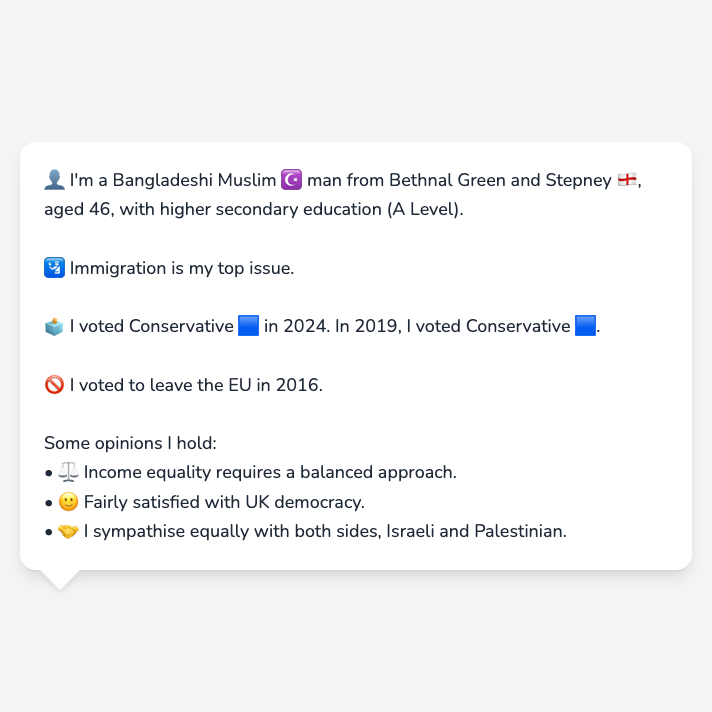 👤 I'm a Bangladeshi Muslim ☪️ man from Bethnal Green and Stepney 🏴󠁧󠁢󠁥󠁮󠁧󠁿,
aged 46, with higher secondary education (A Level).
🛂 Immigration is my top issue.
🗳️ I voted Conservative 🟦 in 2024. In 2019, I voted Conservative 🟦.
🚫 I voted to leave the EU in 2016.
Some opinions I hold:
• ⚖️ Income equality requires a balanced approach.
• 🙂 Fairly satisfied with UK democracy.
• 🤝 I sympathise equally with both sides, Israeli and Palestinian.